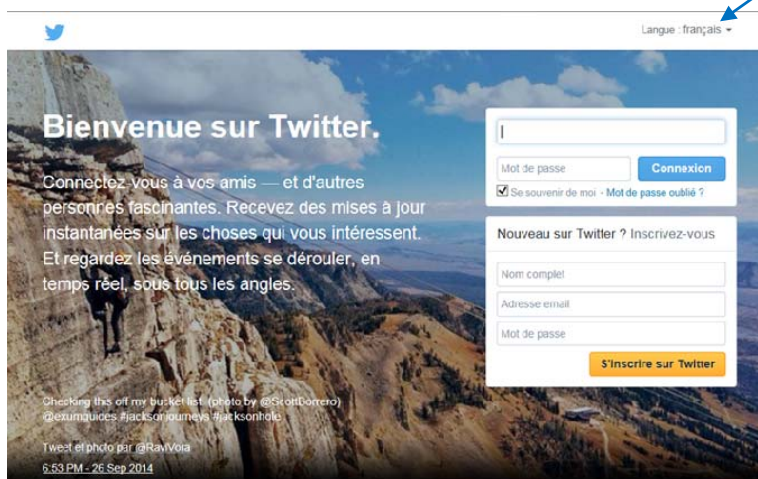 Langue : français
Bienvenue sur Twitter.
Connectez-vous à vos amis — et d'autres
personnes fascinantes. Recevez des mises à jour
instantanées sur les choses qui vous intéressent.
Et regardez les événements se dérouler, en
temps réel, sous tous les angles.
Checking this off my bucket list. (photo by @ScottBorrero)
@exumguides #jacksonjourneys #jacksonhole
Tweet et photo par @RaviVora
6:53 PM - 26 Sep 2014
Mot de passe
Connexion
Se souvenir de moi · Mot de passe oublié ?
Nouveau sur Twitter ? Inscrivez-vous
Nom complet
Adresse email
Mot de passe
S'inscrire sur Twitter